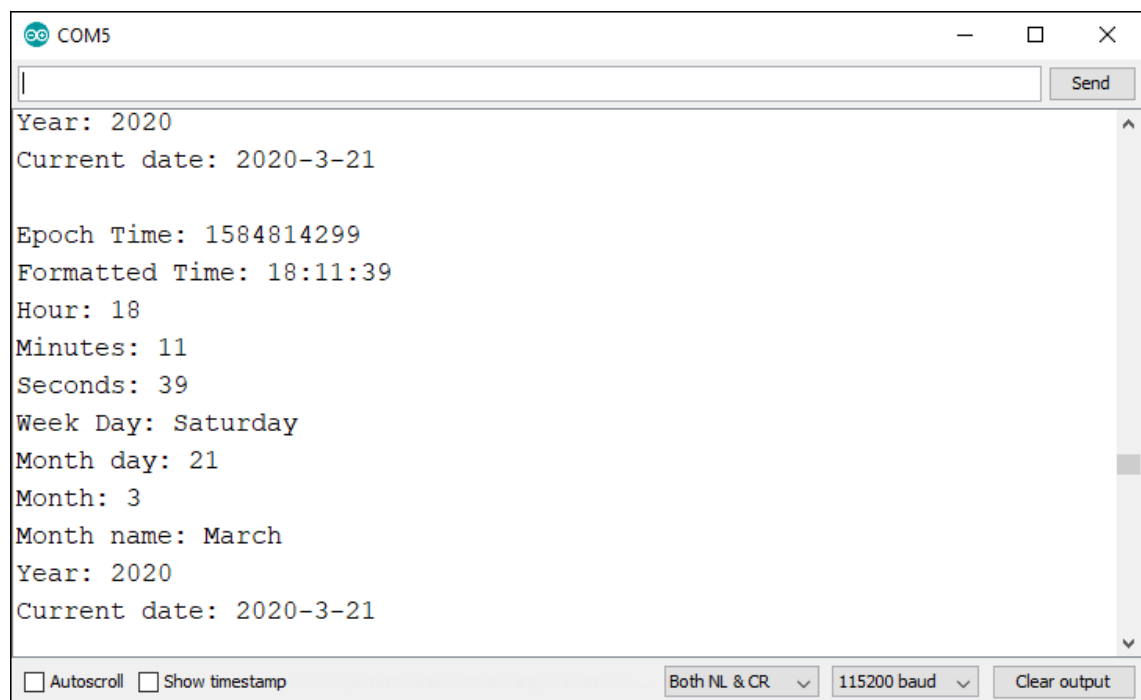 COM5
Send
Year: 2020
Current date: 2020-3-21
Epoch Time: 1584814299
Formatted Time: 18:11:39
Hour: 18
Minutes: 11
Seconds: 39
Week Day: Saturday
Month day: 21
Month: 3
Month name: March
Year: 2020
Current date: 2020-3-21
Autoscroll Show timestamp Both NL & CR 115200 baud Clear output